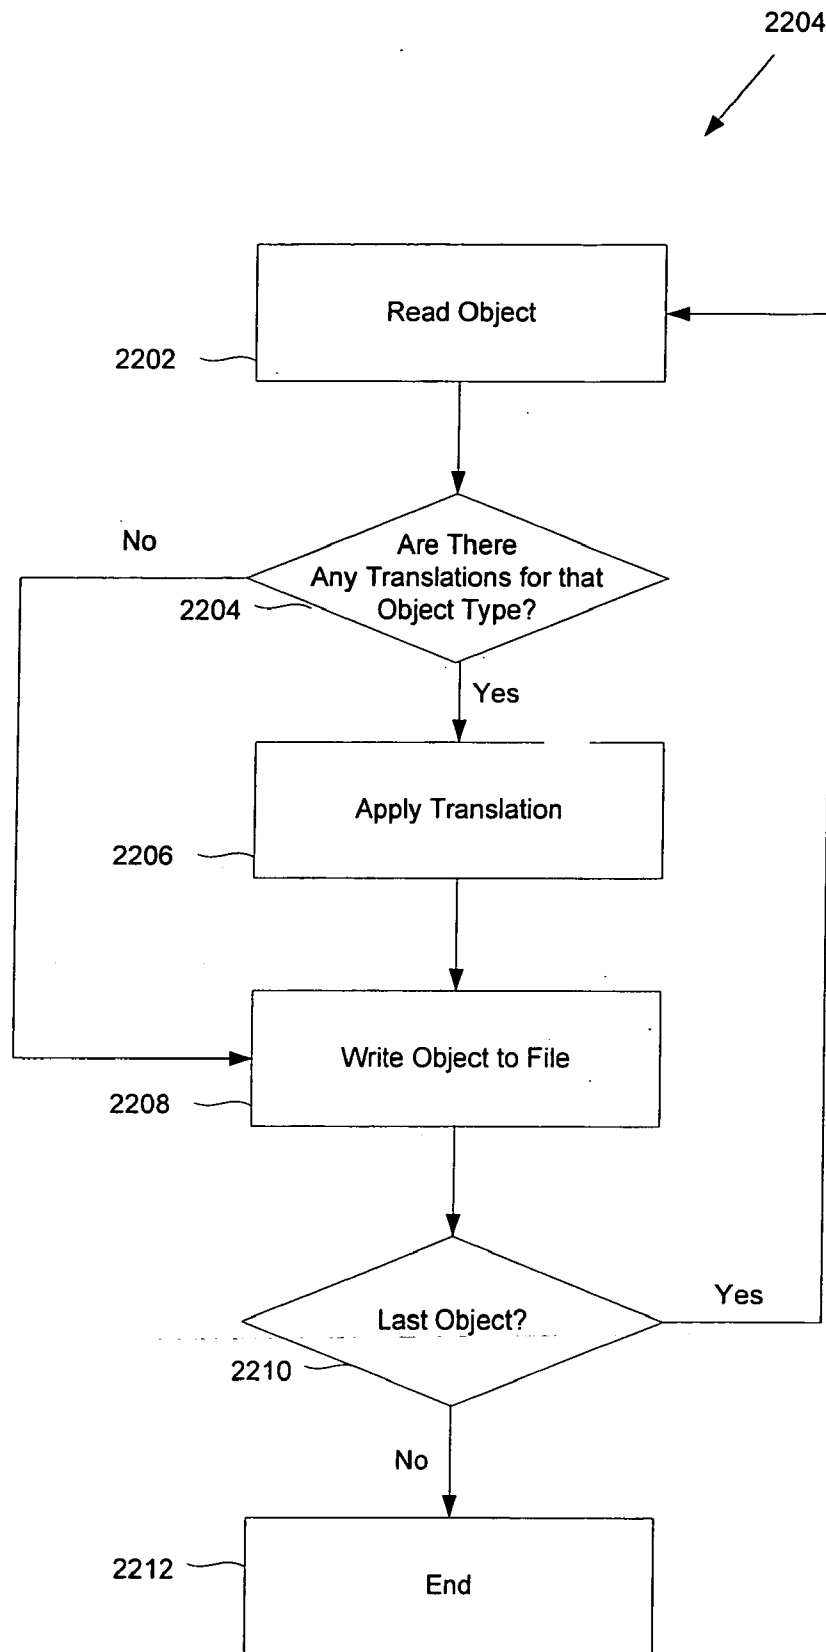 2204
Read Object
2202
No
Are There
Any Translations for that
Object Type?
2204
Yes
Apply Translation
2206
Write Object to File
2208
Last Object?
Yes
2210
No
2212
End